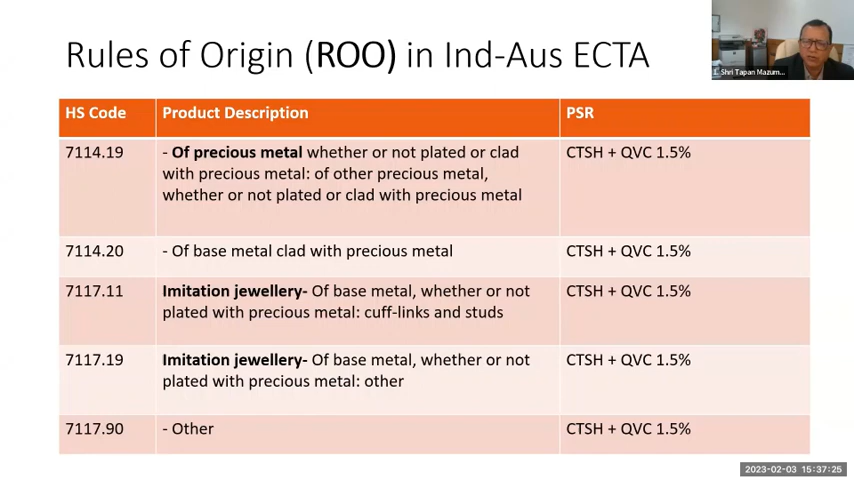 Rules of Origin (ROO) in Ind-Aus ECTA
1. Shri Tapan Mazum...
HS Code Product Description PSR
7114.19 - Of precious metal whether or not plated or clad CTSH + QVC 1.5%
with precious metal: of other precious metal,
whether or not plated or clad with precious metal
7114.20 - Of base metal clad with precious metal CTSH + QVC 1.5%
7117.11 Imitation jewellery- Of base metal, whether or not CTSH + QVC 1.5%
plated with precious metal: cuff-links and studs
7117.19 Imitation jewellery- Of base metal, whether or not CTSH + QVC 1.5%
plated with precious metal: other
7117.90 - Other CTSH + QVC 1.5%
2023-02-03 15:37:25